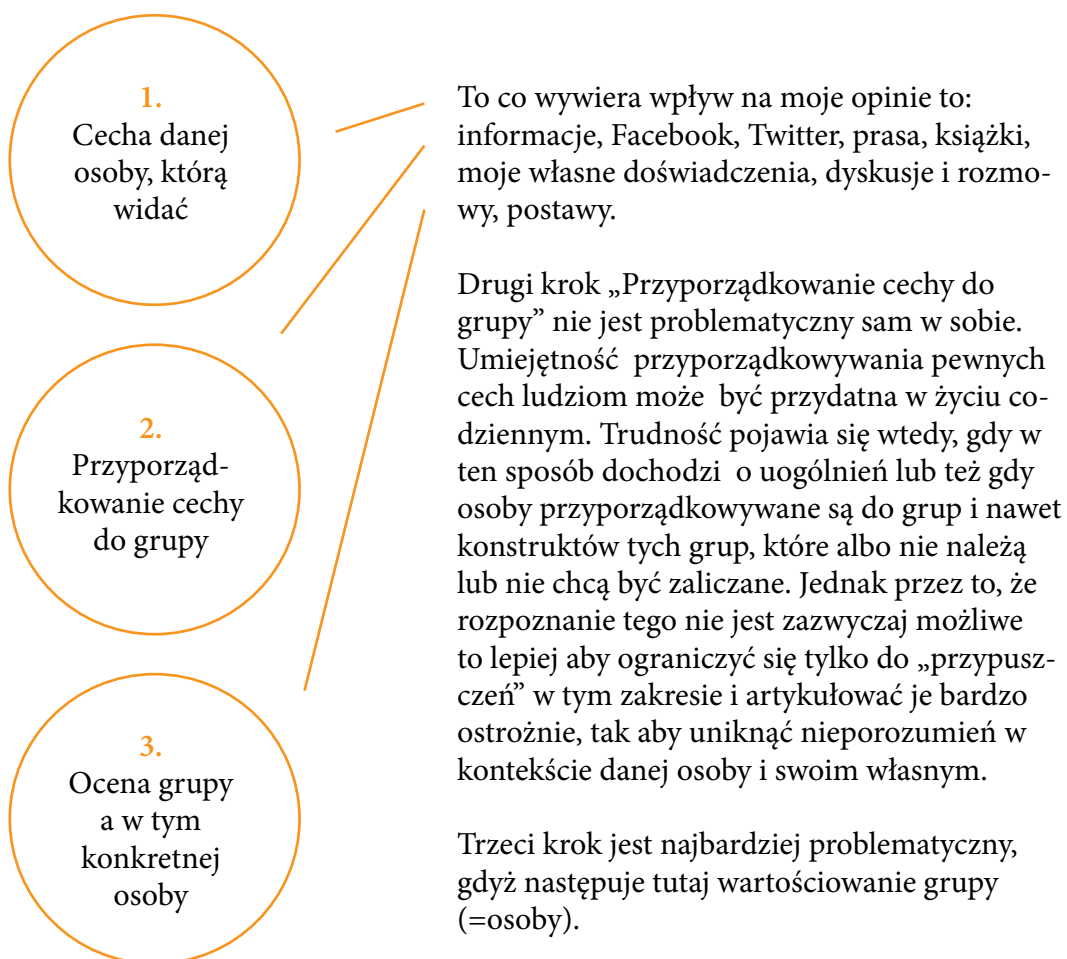 1.
Cecha danej
osoby, którą
widać
2.
Przyporząd-
kowanie cechy
do grupy
3.
Ocena grupy
a w tym
konkretnej
osoby
To co wywiera wpływ na moje opinie to:
informacje, Facebook, Twitter, prasa, książki,
moje własne doświadczenia, dyskusje i rozmo-
wy, postawy.
Drugi krok „Przyporządkowanie cechy do
grupy” nie jest problematyczny sam w sobie.
Umiejętność przyporządkowywania pewnych
cech ludziom może być przydatna w życiu co-
dziennym. Trudność pojawia się wtedy, gdy w
ten sposób dochodzi o uogólnień lub też gdy
osoby przyporządkowywane są do grup i nawet
konstruktów tych grup, które albo nie należą
lub nie chcą być zaliczane. Jednak przez to, że
rozpoznanie tego nie jest zazwyczaj możliwe
to lepiej aby ograniczyć się tylko do „przypusz-
czeń” w tym zakresie i artykułować je bardzo
ostrożnie, tak aby uniknąć nieporozumień w
kontekście danej osoby i swoim własnym.
Trzeci krok jest najbardziej problematyczny,
gdyż następuje tutaj wartościowanie grupy
(=osoby).